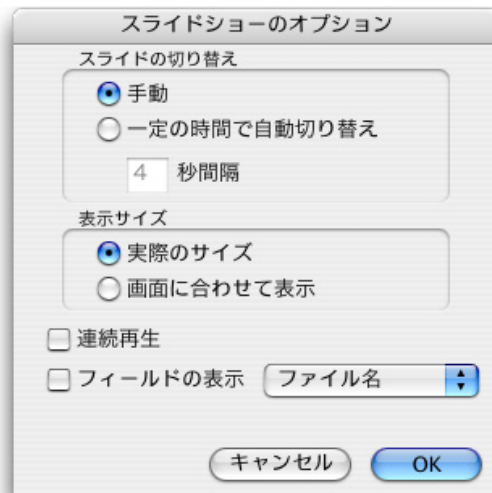 スライドショーのオプション
スライドの切り替え
手動
一定の時間で自動切り替え
4 秒間隔
表示サイズ
実際のサイズ
画面に合わせて表示
連続再生
フィールドの表示 ファイル名
キャンセル OK